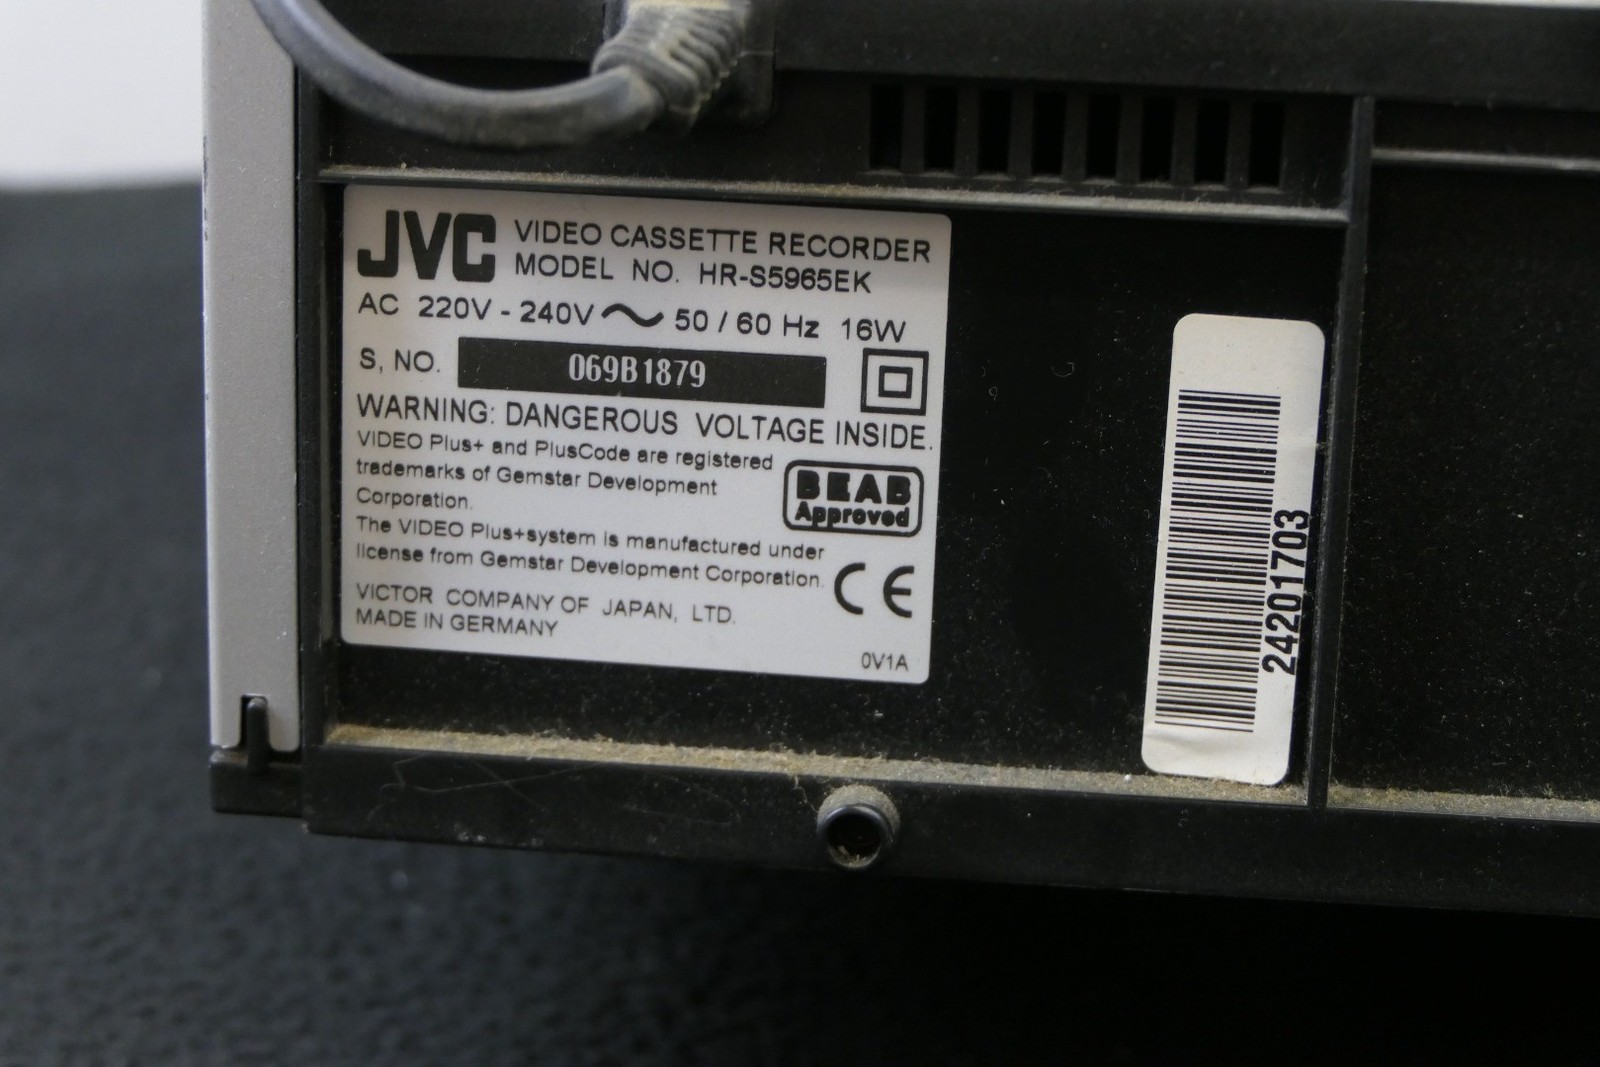 JVC VIDEO CASSETTE RECORDER
MODEL NO. HR-S5965EK
AC 220V - 240V ～ 50 / 60 Hz 16W
S, NO. 069B1879
WARNING: DANGEROUS VOLTAGE INSIDE.
VIDEO Plus+ and PlusCode are registered
trademarks of Gemstar Development
Corporation.
BEAB
Approved
The VIDEO Plus+system is manufactured under
license from Gemstar Development Corporation.
CE
VICTOR COMPANY OF JAPAN, LTD.
MADE IN GERMANY
0V1A
24201703